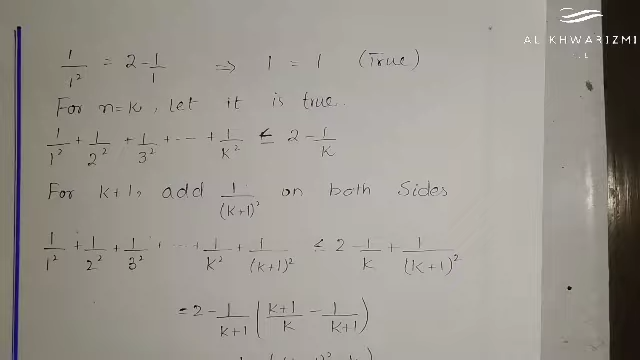 AL KHWARIZMI
1/1² = 2 - 1/1 ⇒ 1 = 1 (True)
For n=k, let it is true.
1/1² + 1/2² + 1/3² + ... + 1/k² ≤ 2 - 1/k
For k+1, add 1/(k+1)² on both sides
1/1² + 1/2² + 1/3² + ... + 1/k² + 1/(k+1)² ≤ 2 - 1/k + 1/(k+1)²
= 2 - 1/(k+1) ((k+1)/k - 1/(k+1))